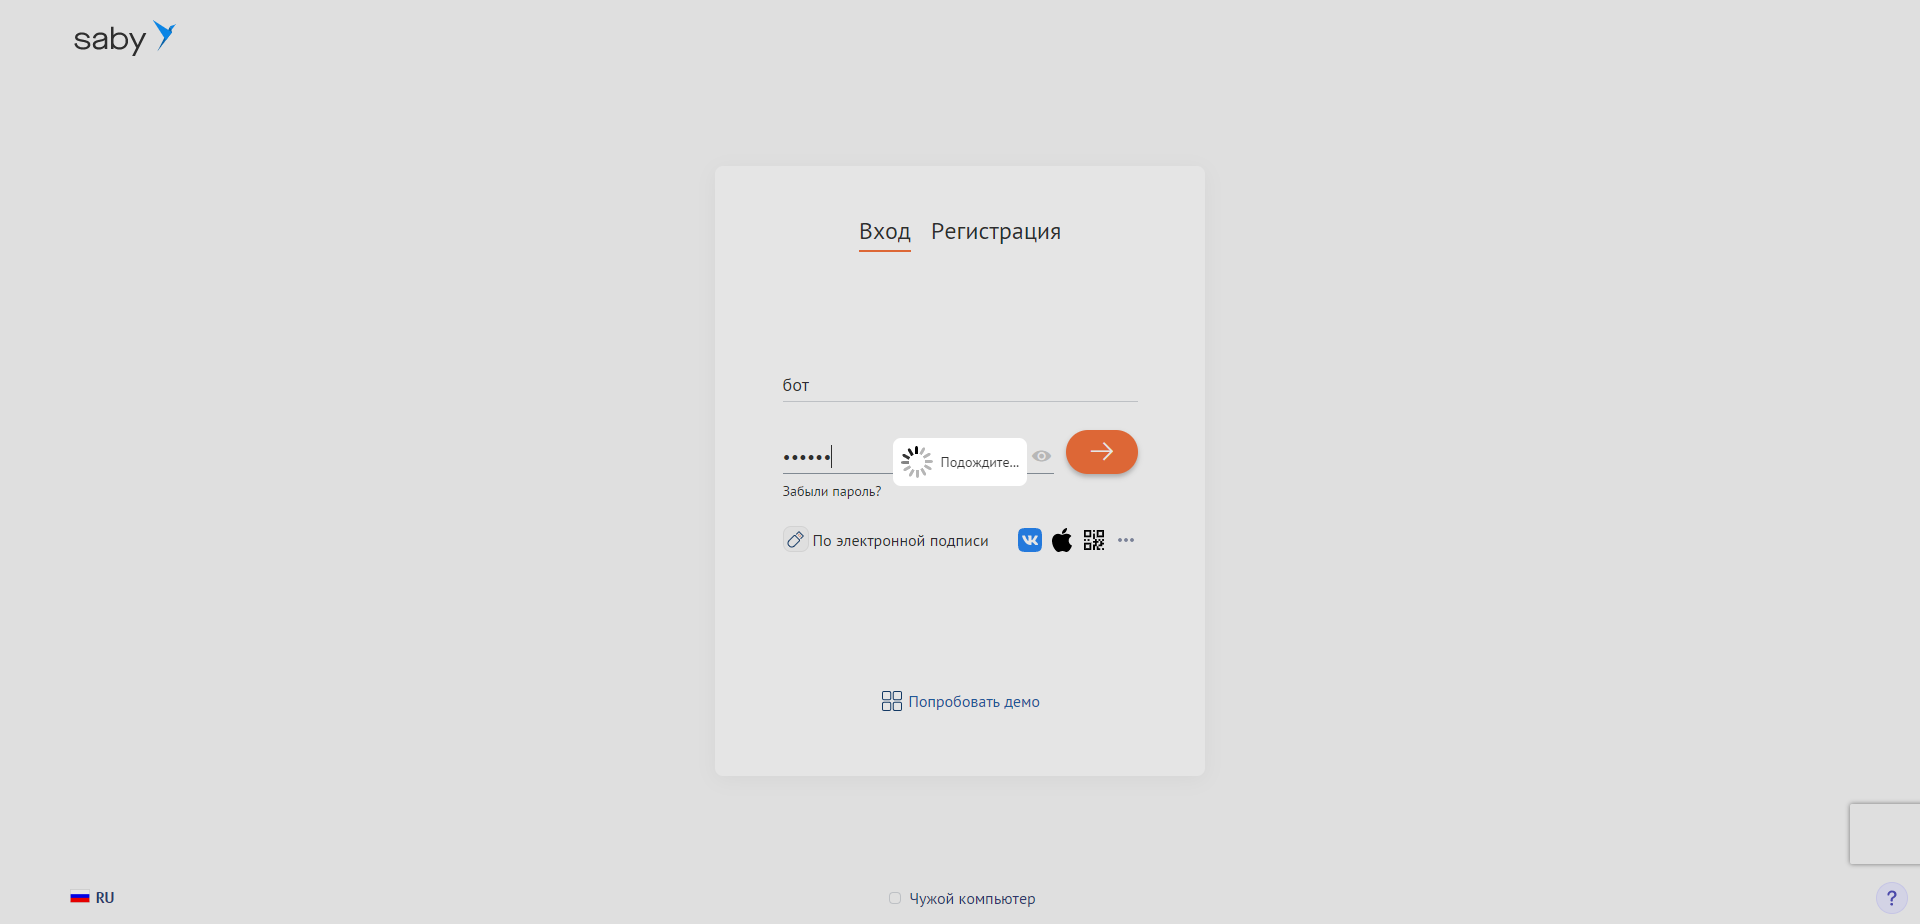 saby
Вход Регистрация
бот
••••••
Подождите...
Забыли пароль?
По электронной подписи
Попробовать демо
RU
Чужой компьютер
?